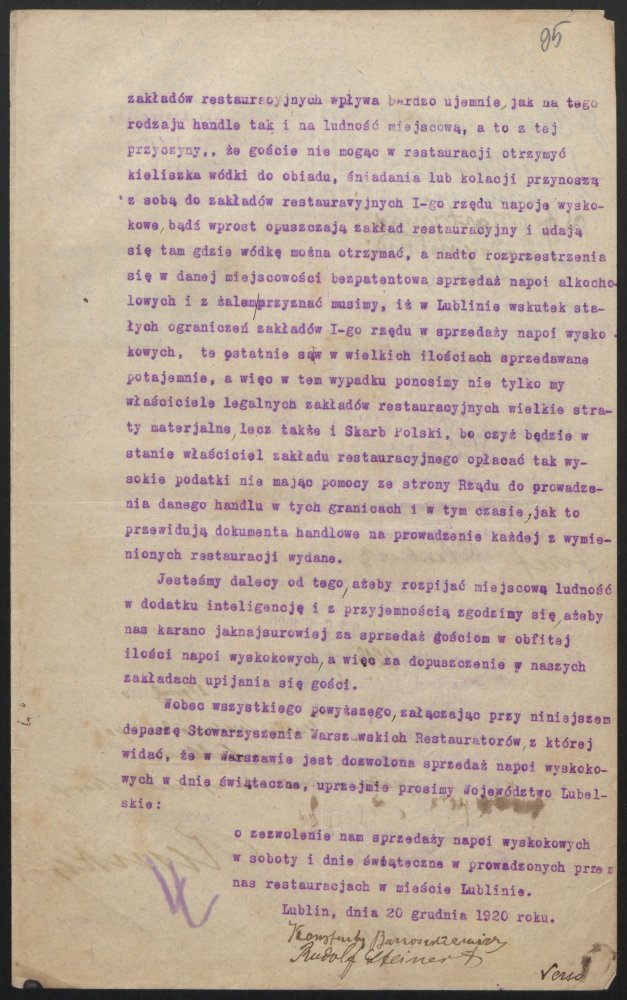 95
zakładów restauracyjnych wpływa bardzo ujemnie, jak na tego
rodzaju handle tak i na ludność miejscową, a to z tej
przyczyny,, że goście nie mogąc w restauracji otrzymyć
kieliszka wódki do obiadu, śniadania lub kolacji przynoszą
z sobą do zakładów restauravyjnych I-go rzędu napoje wysko-
kowe, bądź wprost opuszczają zakład restauracyjny i udają
się tam gdzie wódkę można otrzymać, a nadto rozprzestrzenia
się w danej miejscowości bezpatentowa sprzedaż napoi alkocho-
lowych i z żalem przyznać musimy, iż w Lublinie wskutek sta-
łych ograniczeń zakładów I-go rzędu w sprzedaży napoi wysko-
kowych, te ostatnie są w wielkich ilościach sprzedawane
potajemnie, a więc w tem wypadku ponosimy nie tylko my
właściciele legalnych zakładów restauracyjnych wielkie stra-
ty materjalne, lecz także i Skarb Polski, bo czyż będzie w
stanie właściciel zakładu restauracyjnego opłacać tak wy-
sokie podatki nie mając pomocy ze strony Rządu do prowadze-
nia danego handlu w tych granicach i w tym czasie, jak to
przewidują dokumenta handlowe na prowadzenie każdej z wymie-
nionych restauracji wydane.
Jesteśmy dalecy od tego, ażeby rozpijać miejscową ludność
w dodatku inteligencję i z przyjemnością zgodzimy się, ażeby
nas karano jaknajsurowiej za sprzedaż gościom w obfitej
ilości napoi wyskokowych, a więc za dopuszczenie w naszych
zakładach upijania się gości.
Wobec wszystkiego powyższego, załączając przy niniejszem
depeszę Stowarzyszenia Warszawskich Restauratorów, z której
widać, że w Warszawie jest dozwolona sprzedaż napoi wyskoko-
wych w dnie świąteczne, uprzejmie prosimy Województwo Lubel-
skie:
o zezwolenie nam sprzedaży napoi wyskokowych
w soboty i dnie świąteczne w prowadzonych przez
nas restauracjach w mieście Lublinie.
Lublin, dnia 20 grudnia 1920 roku.
Rudolf Steinert
Verso